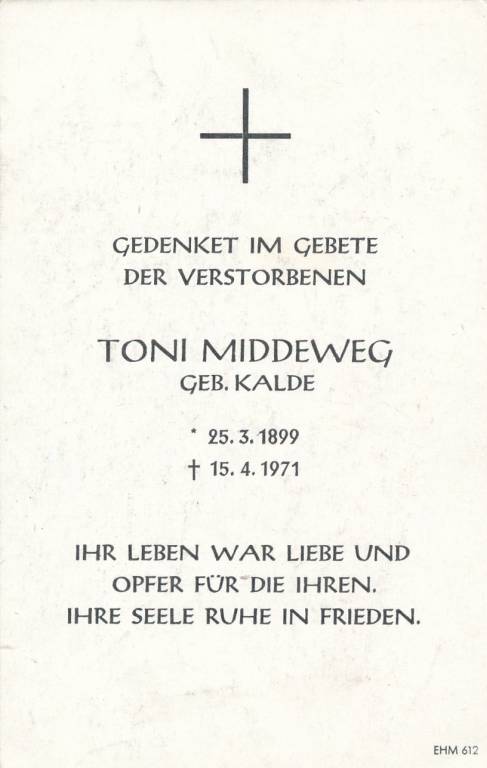 GEDENKET IM GEBETE
DER VERSTORBENEN
TONI MIDDEWEG
GEB. KALDE
* 25. 3. 1899
† 15. 4. 1971
IHR LEBEN WAR LIEBE UND
OPFER FÜR DIE IHREN.
IHRE SEELE RUHE IN FRIEDEN.
EHM 612